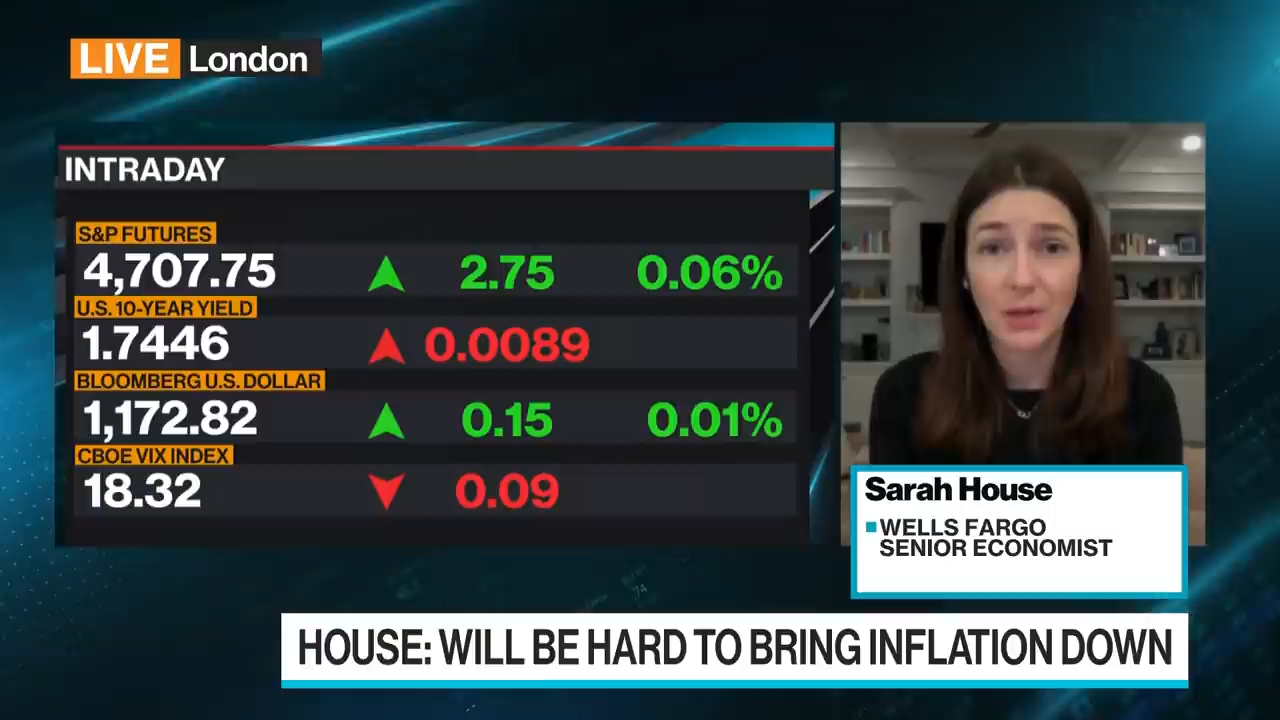 LIVE London
INTRADAY
S&P FUTURES
4,707.75 2.75 0.06%
U.S. 10-YEAR YIELD
1.7446 0.0089
BLOOMBERG U.S. DOLLAR
1,172.82 0.15 0.01%
CBOE VIX INDEX
18.32 0.09
Sarah House
WELLS FARGO
SENIOR ECONOMIST
HOUSE: WILL BE HARD TO BRING INFLATION DOWN